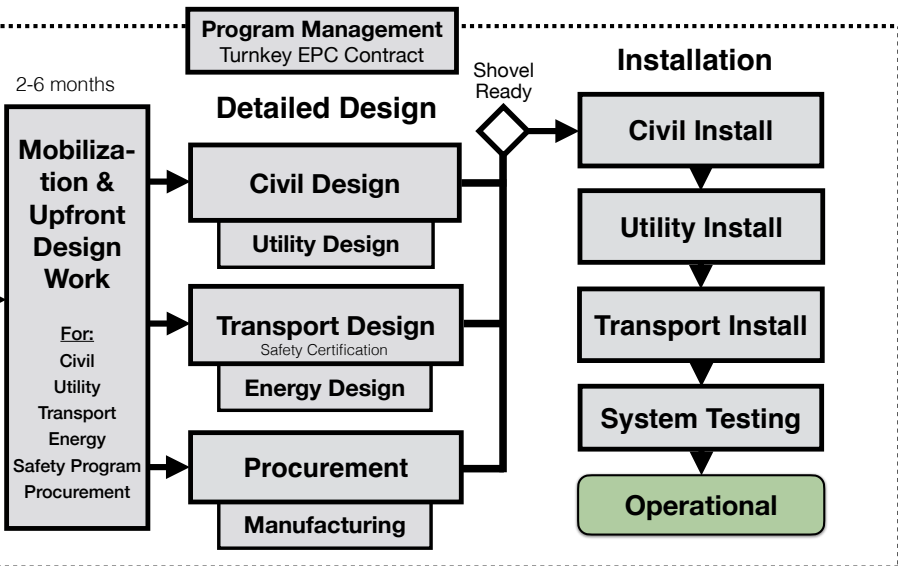 Program Management
Turnkey EPC Contract
2-6 months
Mobiliza-
tion &
Upfront
Design
Work
For:
Civil
Utility
Transport
Energy
Safety Program
Procurement
Detailed Design
Civil Design
Utility Design
Transport Design
Safety Certification
Energy Design
Procurement
Manufacturing
Shovel
Ready
Installation
Civil Install
Utility Install
Transport Install
System Testing
Operational